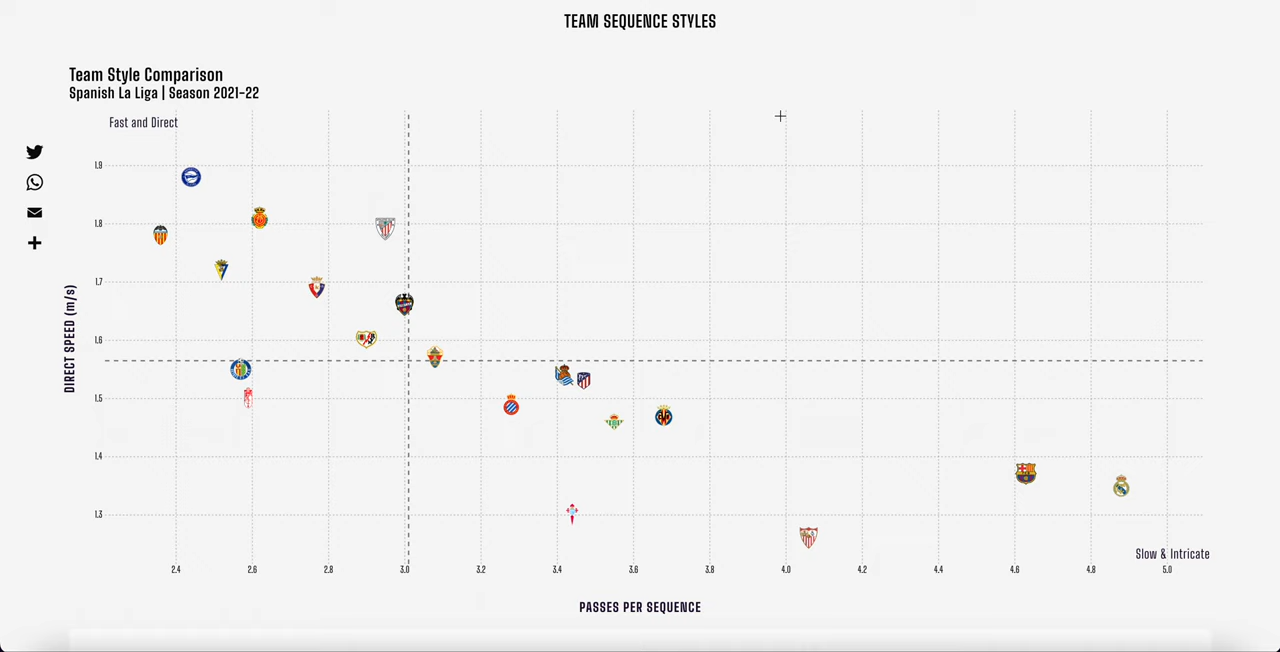 TEAM SEQUENCE STYLES
Team Style Comparison
Spanish La Liga | Season 2021-22
Fast and Direct
1.9
1.8
1.7
1.6
1.5
1.4
1.3
DIRECT SPEED (m/s)
Slow & Intricate
2.4 2.6 2.8 3.0 3.2 3.4 3.6 3.8 4.0 4.2 4.4 4.6 4.8 5.0
PASSES PER SEQUENCE